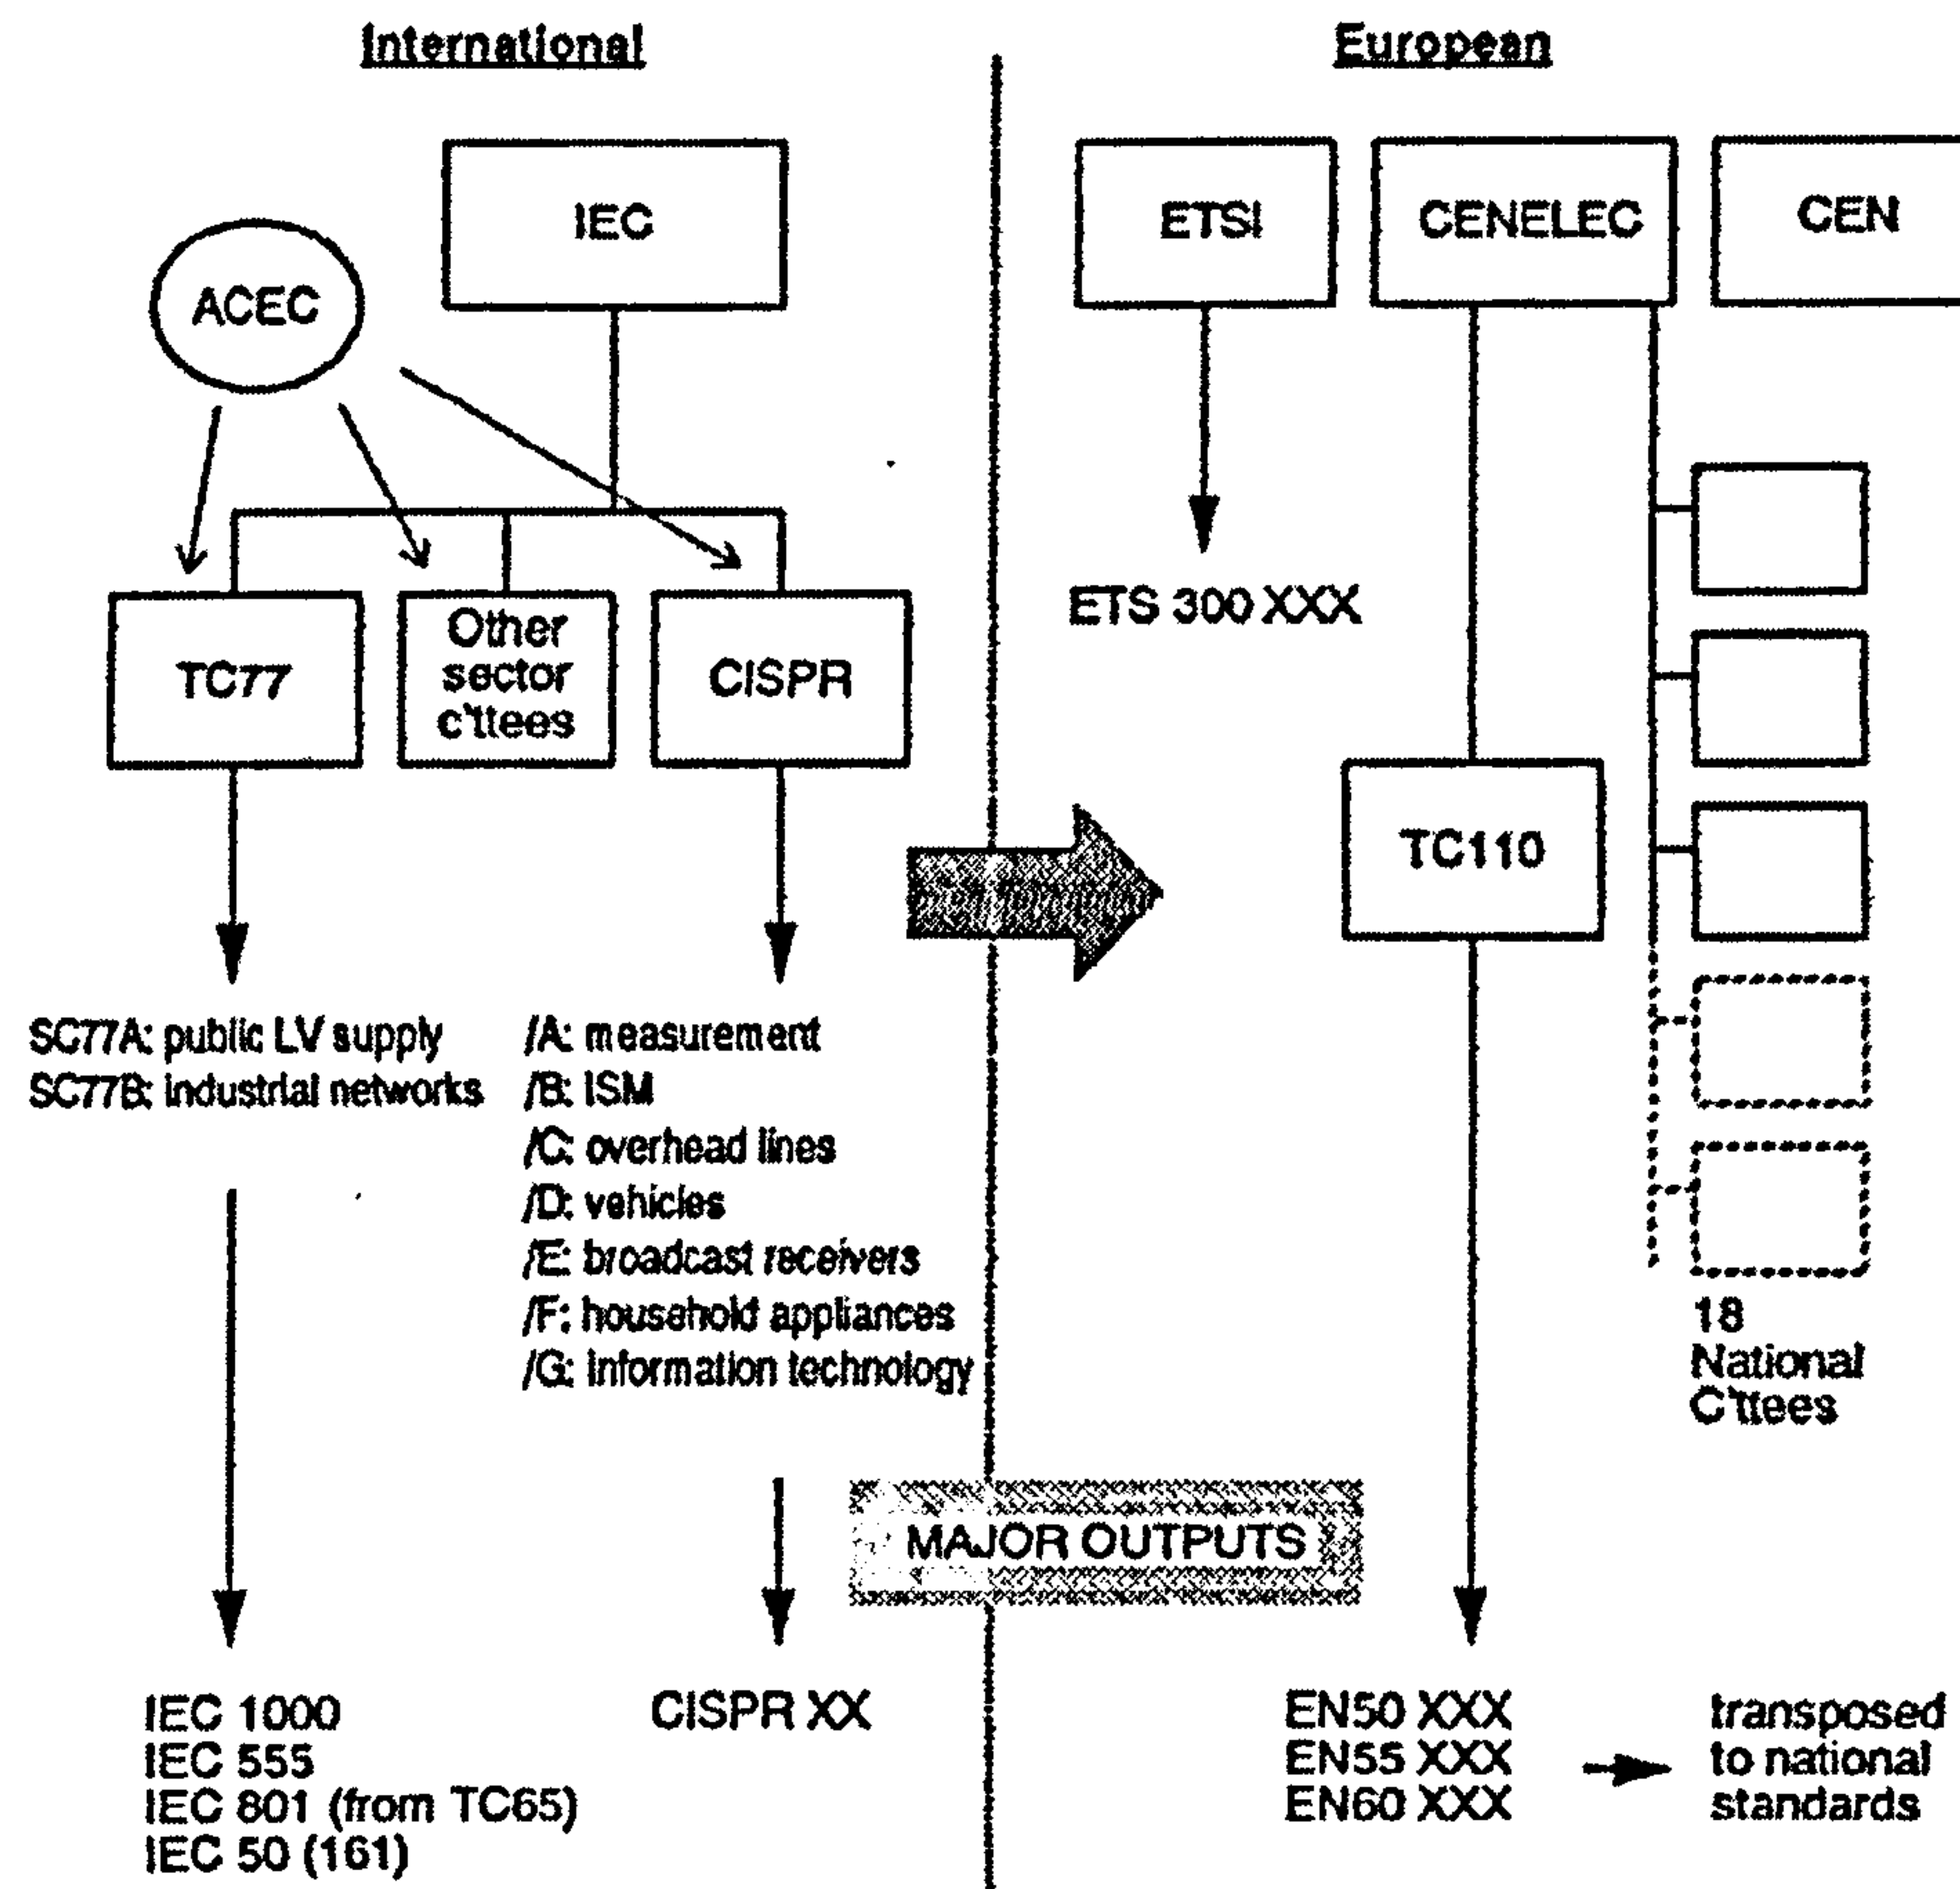 International
European
IEC
ACEC
ETSI
CENELEC
CEN
TC77
Other
sector
c'ttees
CISPR
ETS 300 XXX
TC110
SC77A: public LV supply
SC77B: industrial networks
/A: measurement
/B: ISM
/C: overhead lines
/D: vehicles
/E: broadcast receivers
/F: household appliances
/G: information technology
18
National
C'ttees
MAJOR OUTPUTS
IEC 1000
IEC 555
IEC 801 (from TC65)
IEC 50 (161)
CISPR XX
EN50 XXX
EN55 XXX
EN60 XXX
transposed
to national
standards